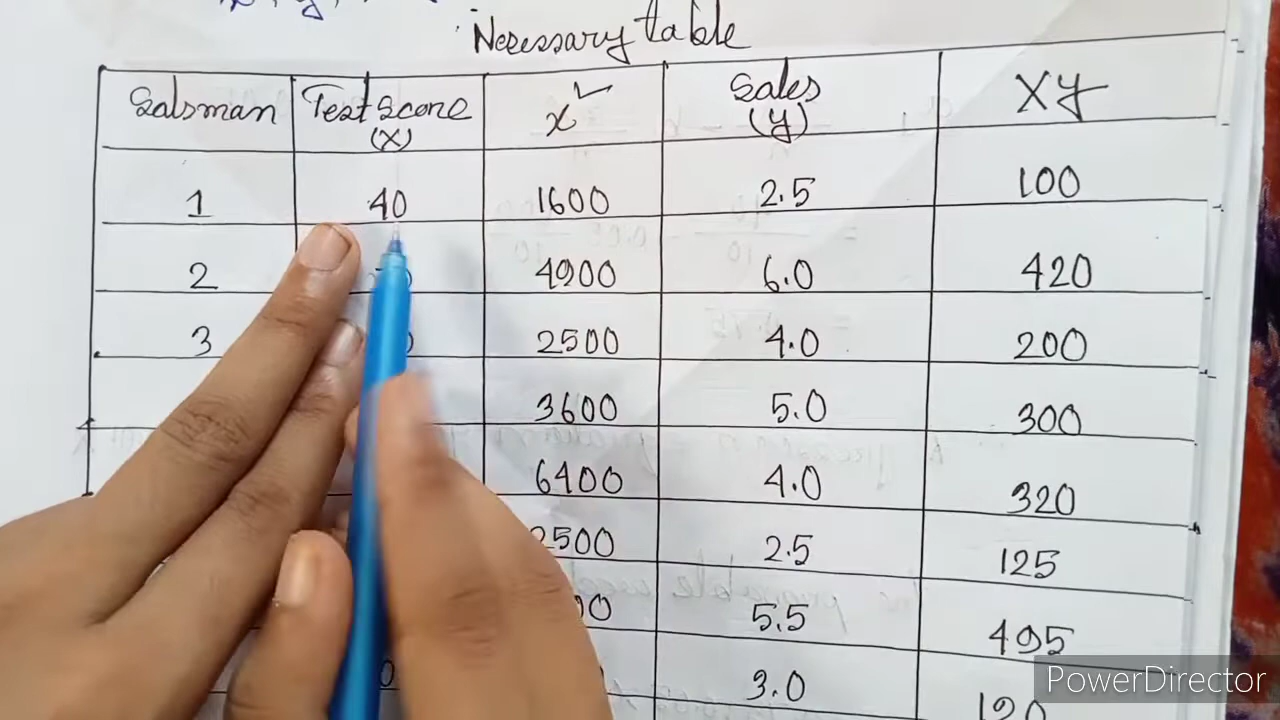 Necessary table
Salsman Test Score (X) x² Sales (y) XY
1 40 1600 2.5 100
2 4900 6.0 420
3 2500 4.0 200
4 3600 5.0 300
6400 4.0 320
2500 2.5 125
5.5 495
3.0 120
PowerDirector